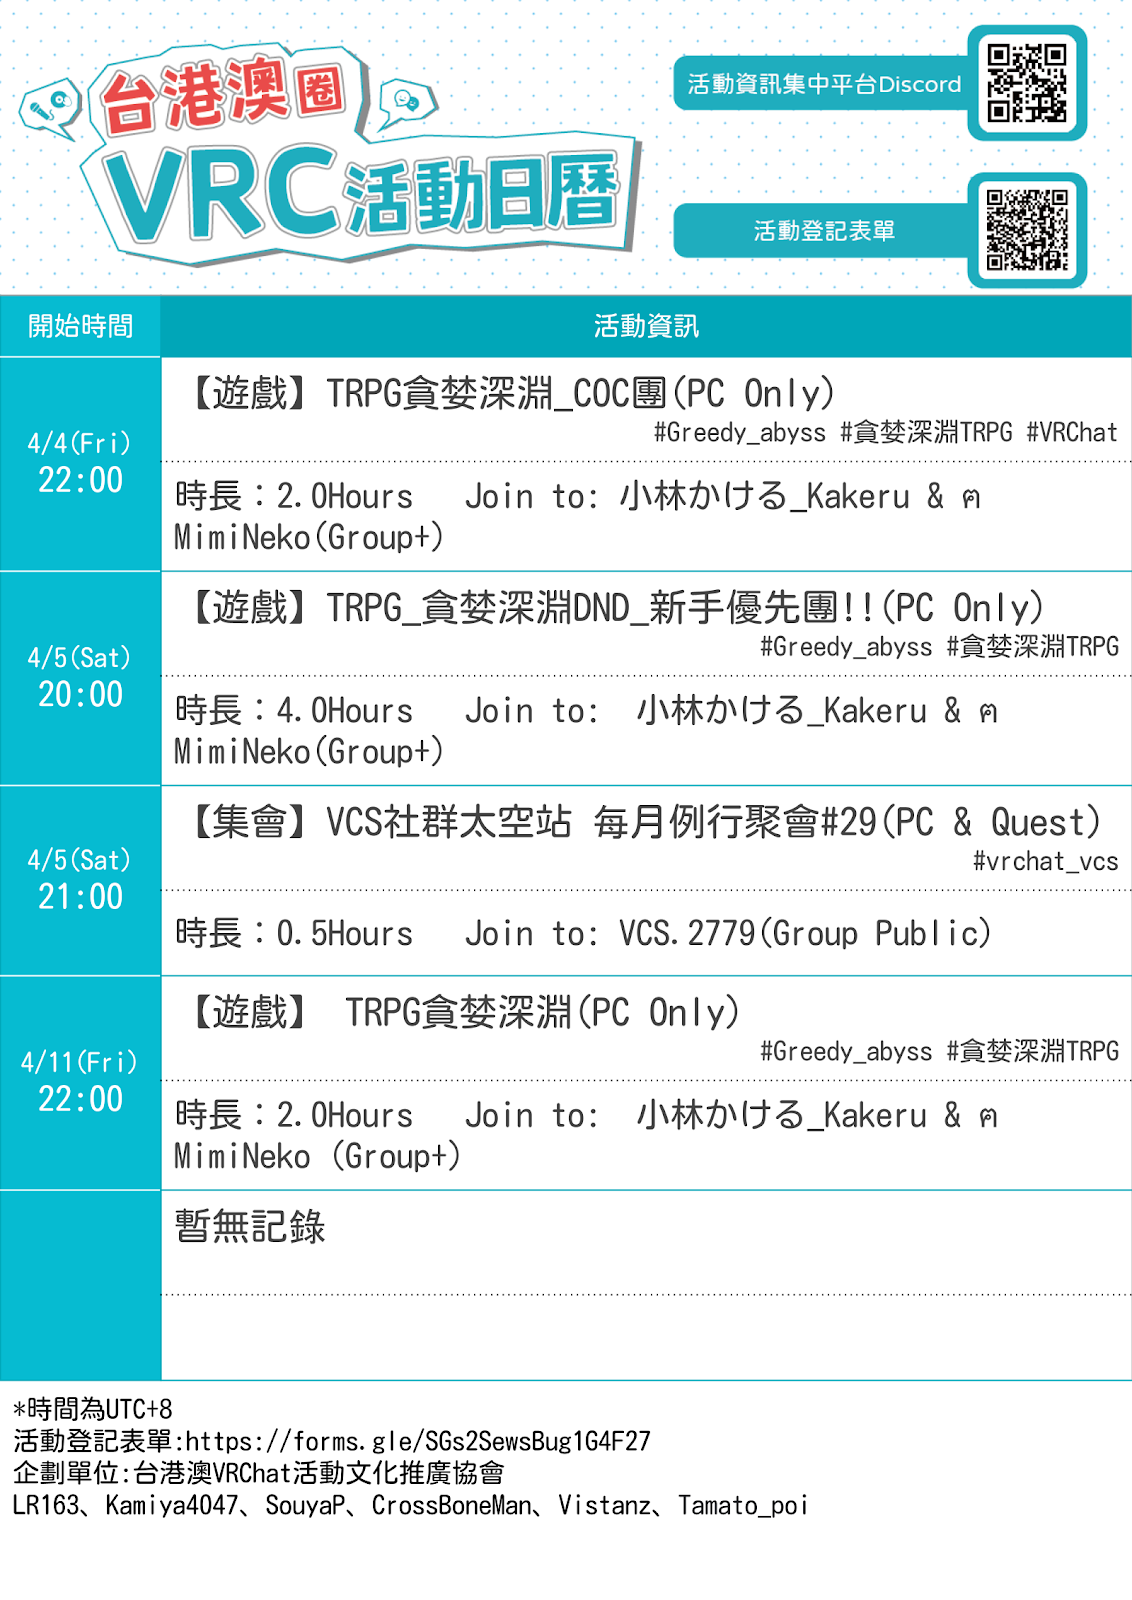 台港澳圈
VRC活動日曆
活動資訊集中平台Discord
活動登記表單
開始時間
活動資訊
4/4(Fri)
22:00
【遊戲】TRPG貪婪深淵_COC團(PC Only)
#Greedy_abyss #貪婪深淵TRPG #VRChat
時長：2.0Hours Join to: 小林かける_Kakeru & ฅ
MimiNeko(Group+)
4/5(Sat)
20:00
【遊戲】TRPG_貪婪深淵DND_新手優先團!!(PC Only)
#Greedy_abyss #貪婪深淵TRPG
時長：4.0Hours Join to: 小林かける_Kakeru & ฅ
MimiNeko(Group+)
4/5(Sat)
21:00
【集會】VCS社群太空站 每月例行聚會#29(PC & Quest)
#vrchat_vcs
時長：0.5Hours Join to: VCS.2779(Group Public)
4/11(Fri)
22:00
【遊戲】 TRPG貪婪深淵(PC Only)
#Greedy_abyss #貪婪深淵TRPG
時長：2.0Hours Join to: 小林かける_Kakeru & ฅ
MimiNeko (Group+)
暫無記錄
*時間為UTC+8
活動登記表單:https://forms.gle/SGs2SewsBug1G4F27
企劃單位:台港澳VRChat活動文化推廣協會
LR163、Kamiya4047、SouyaP、CrossBoneMan、Vistanz、Tamato_poi